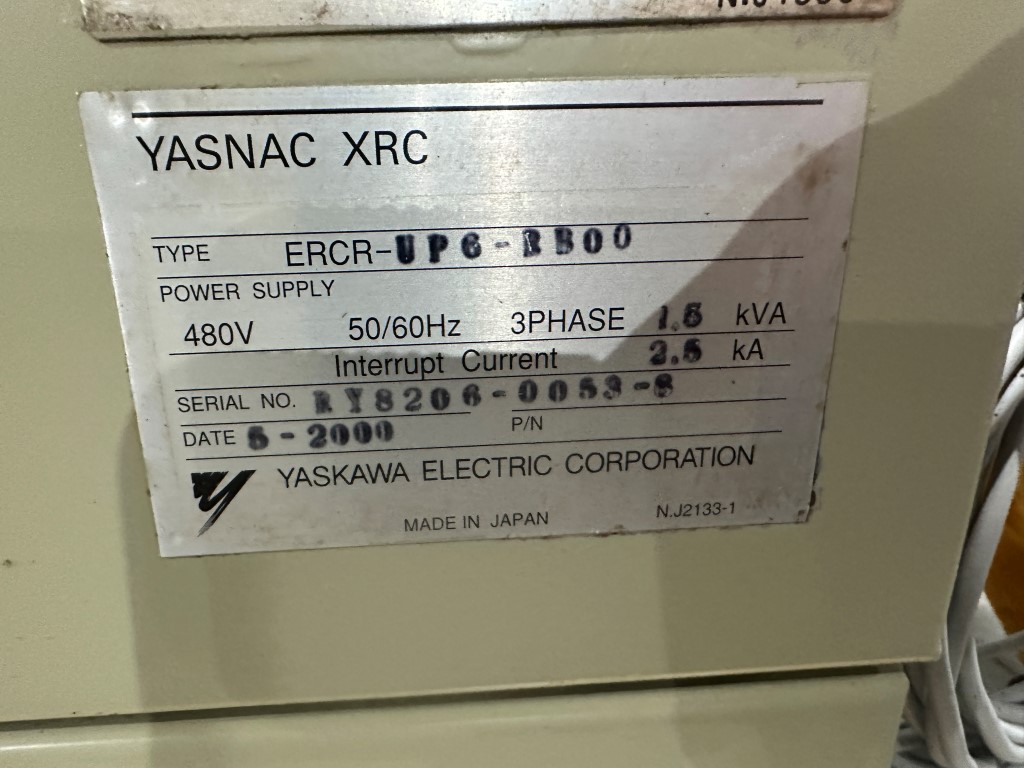 YASNAC XRC
TYPE ERCR-UP6-RB00
POWER SUPPLY
480V 50/60Hz 3PHASE 1.5 kVA
Interrupt Current 2.5 kA
SERIAL NO. RY8206-0053-8
DATE 5-2000 P/N
YASKAWA ELECTRIC CORPORATION
MADE IN JAPAN N.J2133-1